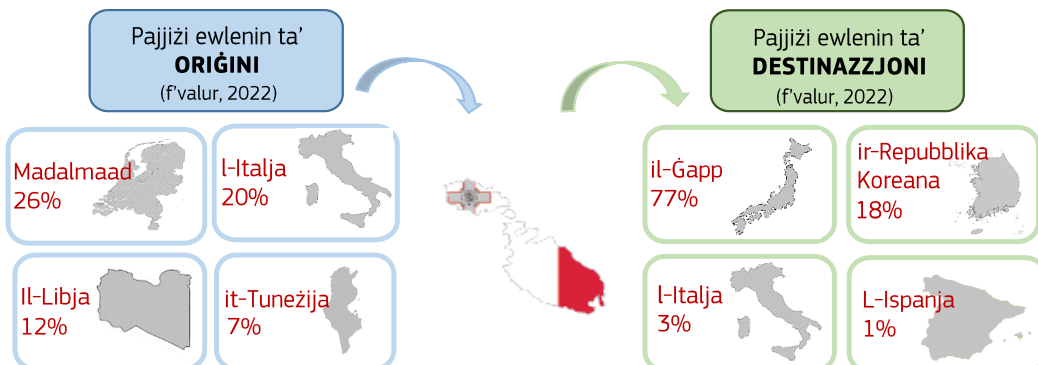 Pajjiżi ewlenin ta’
ORIĠINI
(f’valur, 2022)
Pajjiżi ewlenin ta’
DESTINAZZJONI
(f’valur, 2022)
Madalmaad
26%
l-Italja
20%
Il-Libja
12%
it-Tuneżija
7%
il-Ġapp
77%
ir-Repubblika
Koreana
18%
l-Italja
3%
L-Ispanja
1%